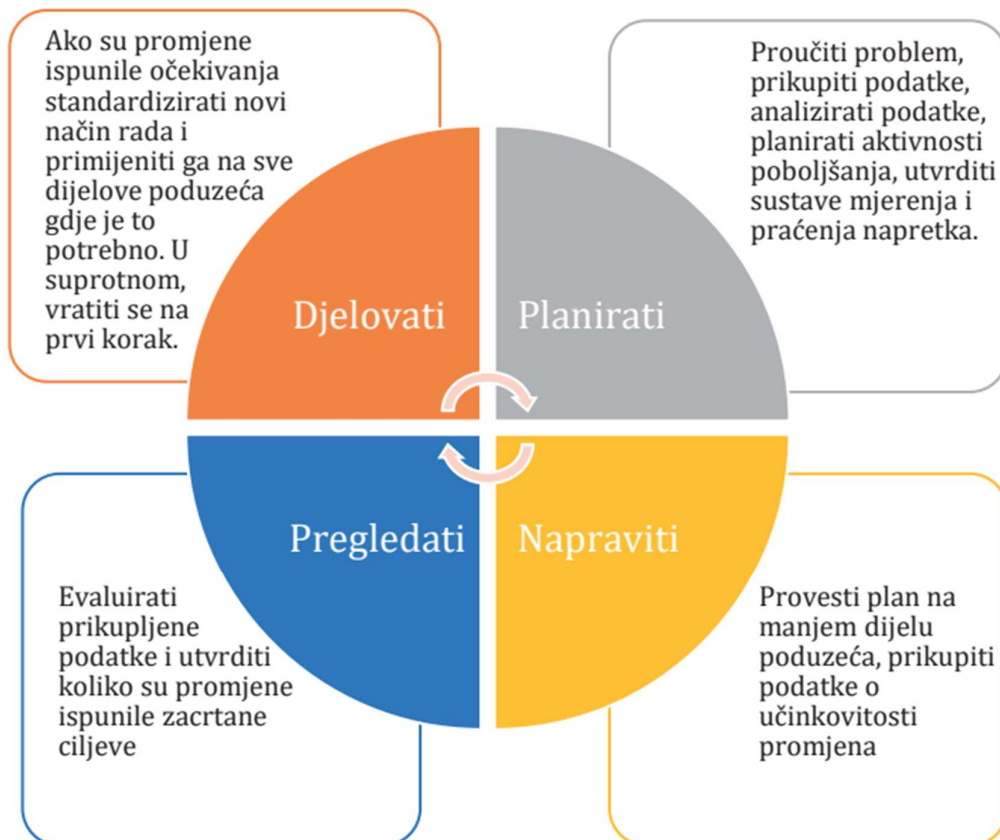 Ako su promjene
ispunile očekivanja
standardizirati novi
način rada i
primijeniti ga na sve
dijelove poduzeća
gdje je to
potrebno. U
suprotnom,
vratiti se na
prvi korak.
Proučiti problem,
prikupiti podatke,
analizirati podatke,
planirati aktivnosti
poboljšanja, utvrditi
sustave mjerenja i
praćenja napretka.
Djelovati
Planirati
Pregledati
Napraviti
Evaluirati
prikupljene
podatke i utvrditi
koliko su promjene
ispunile zacrtane
ciljeve
Provesti plan na
manjem dijelu
poduzeća, prikupiti
podatke o
učinkovitosti
promjena